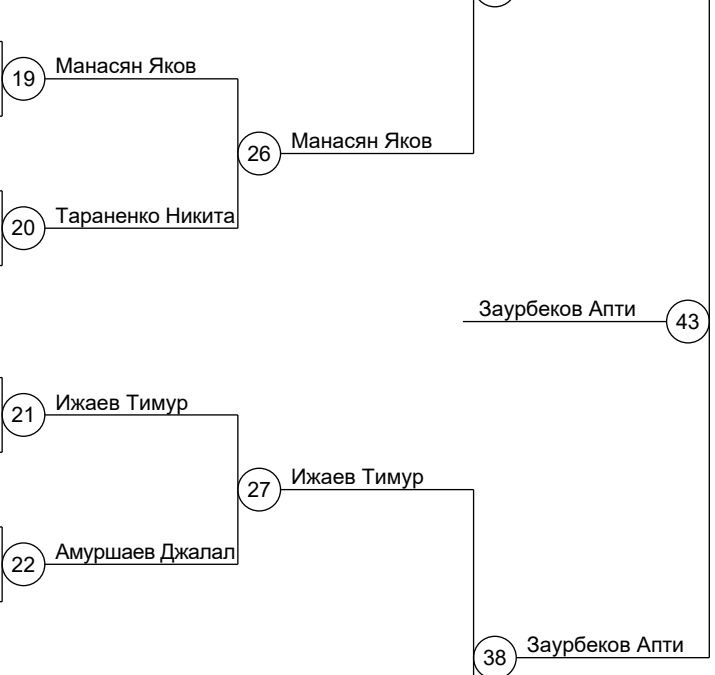 19 Манасян Яков
26 Манасян Яков
20 Тараненко Никита
Заурбеков Апти 43
21 Ижаев Тимур
27 Ижаев Тимур
22 Амуршаев Джалал
38 Заурбеков Апти